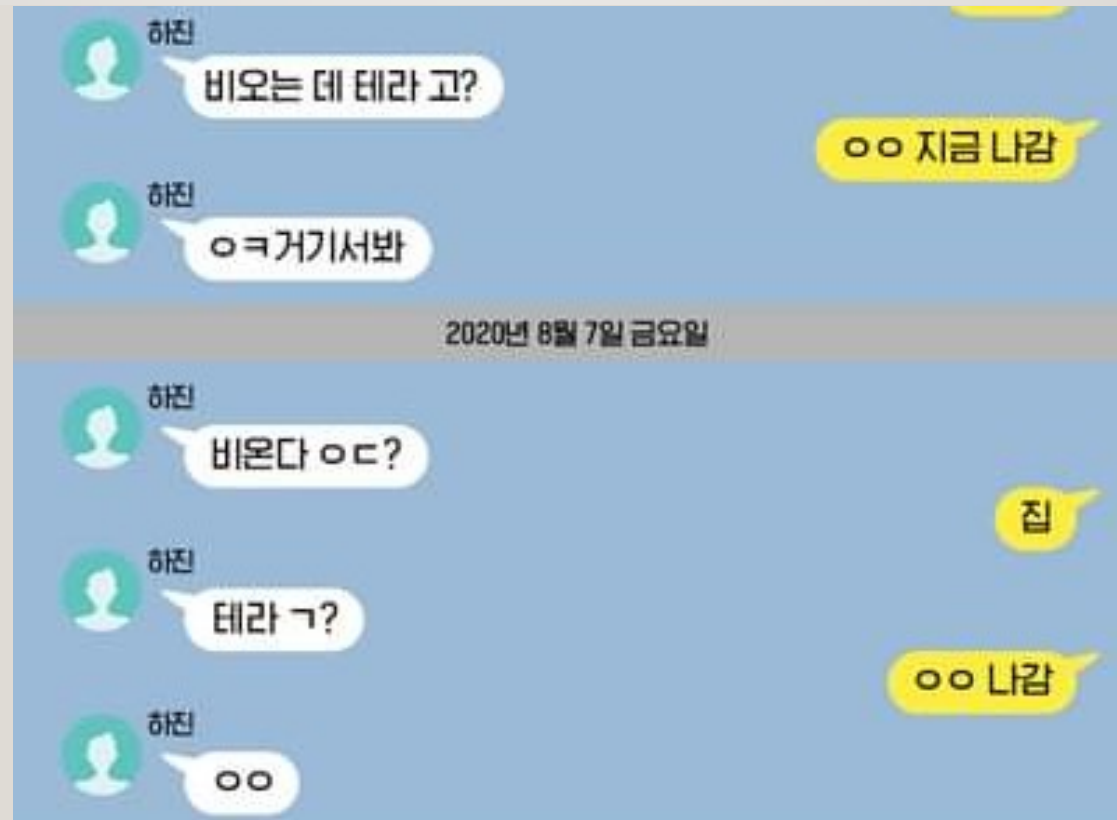 하진
비오는 데 테라 고?
ㅇㅇ 지금 나감
하진
ㅇㅋ거기서봐
2020년 8월 7일 금요일
하진
비온다 ㅇㄷ?
집
하진
테라 ㄱ?
ㅇㅇ 나감
하진
ㅇㅇ